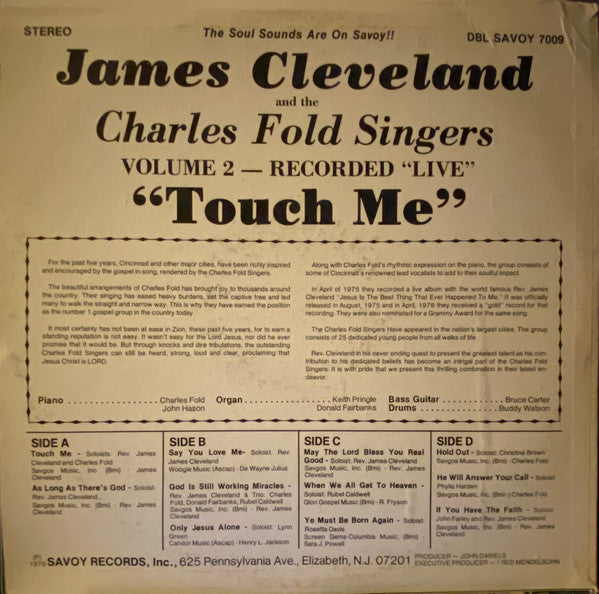 STEREO
The Soul Sounds Are On Savoy!!
DBL SAVOY 7009
James Cleveland
and the
Charles Fold Singers
VOLUME 2 — RECORDED "LIVE"
"Touch Me"
For the past five years, Cincinnati and other major cities, have been richly inspired
and encouraged by the gospel in song, rendered by the Charles Fold Singers.
The beautiful arrangements of Charles Fold has brought joy to thousands around
the country. Their singing has eased heavy burdens, set the captive free and led
many to walk the straight and narrow way. This is why they have earned the position
as the number 1 gospel group in the country today
It most certainly has not been at ease in Zion, these past five years, for to earn a
standing reputation is not easy. It wasn't easy for the Lord Jesus, nor did he ever
promise that it would be. But through knocks and dire tribulations, the outstanding
Charles Fold Singers can still be heard, strong, loud and clear, proclaiming that
Jesus Christ is LORD.
Along with Charles Fold's rhythmic expression on the piano, the group consists of
some of Cincinnati's renowned lead vocalists to add to their soulful impact
In April of 1975 they recorded a live album with the world famous Rev. James
Cleveland "Jesus Is The Best Thing That Ever Happened To Me." It was officially
released in August, 1975 and in April, 1976 they received a "gold" record for that
recording. They were also nominated for a Grammy Award for the same song.
The Charles Fold Singers Have appeared in the nation's largest cities. The group
consists of 25 dedicated young people from all walks of life.
Rev. Cleveland in his never ending quest to present the greatest talent as his contri-
bution to his dedicated beliefs has become an intrigal part of the Charles Fold
Singers. It is with pride that we present this thrilling combination in their latest en-
deavor.
Piano ........................ Charles Fold
John Hason
Organ ........................ Keith Pringle
Donald Fairbanks
Bass Guitar ................ Bruce Carter
Drums ...................... Buddy Watson
SIDE A
Touch Me - Soloists: Rev. James
Cleveland and Charles Fold
Savgos Music, Inc. (Bmi) - James
Cleveland
As Long As There's God - Soloist:
Rev. James Cleveland
Savgos Music, Inc. (Bmi) - James
Cleveland
SIDE B
Say You Love Me- Soloist: Rev.
James Cleveland
Woogie Music (Ascap) - De Wayne Julius
God Is Still Working Miracles -
Rev. James Cleveland & Trio: Charles
Fold, Donald Fairbanks, Rubel Caldwell
Savgos Music, Inc. (Bmi) - Rev. James
Cleveland
Only Jesus Alone - Soloist: Lynn
Green
Candor Music (Ascap) - Henry L. Jackson
SIDE C
May The Lord Bless You Real
Good - Soloist: Rev. James Cleveland
Savgos Music, Inc. (Bmi) - James Cleveland
When We All Get To Heaven -
Soloist: Rubel Caldwell
Glori Gospel Music (Bmi) - R. Fryson
Ye Must Be Born Again - Soloist:
Rosetta Davis
Screen Gems-Columbia Music, (Bmi)
Sara J. Powell
SIDE D
Hold Out - Soloist: Christine Brown
Savgos Music, Inc. (Bmi) - Charles Fold
He Will Answer Your Call - Soloist:
Phylla Harden
Savgos Music, Inc. (Bmi-) Charles Fold
If You Have The Faith - Soloist:
John Farley and Rev. James Cleveland
Savgos Music, Inc. (Bmi) - James Cleveland
(P)
1976 SAVOY RECORDS, Inc., 625 Pennsylvania Ave., Elizabeth, N.J. 07201
PRODUCER - JOHN DANIELS
EXECUTIVE PRODUCER - FRED MENDELSOHN